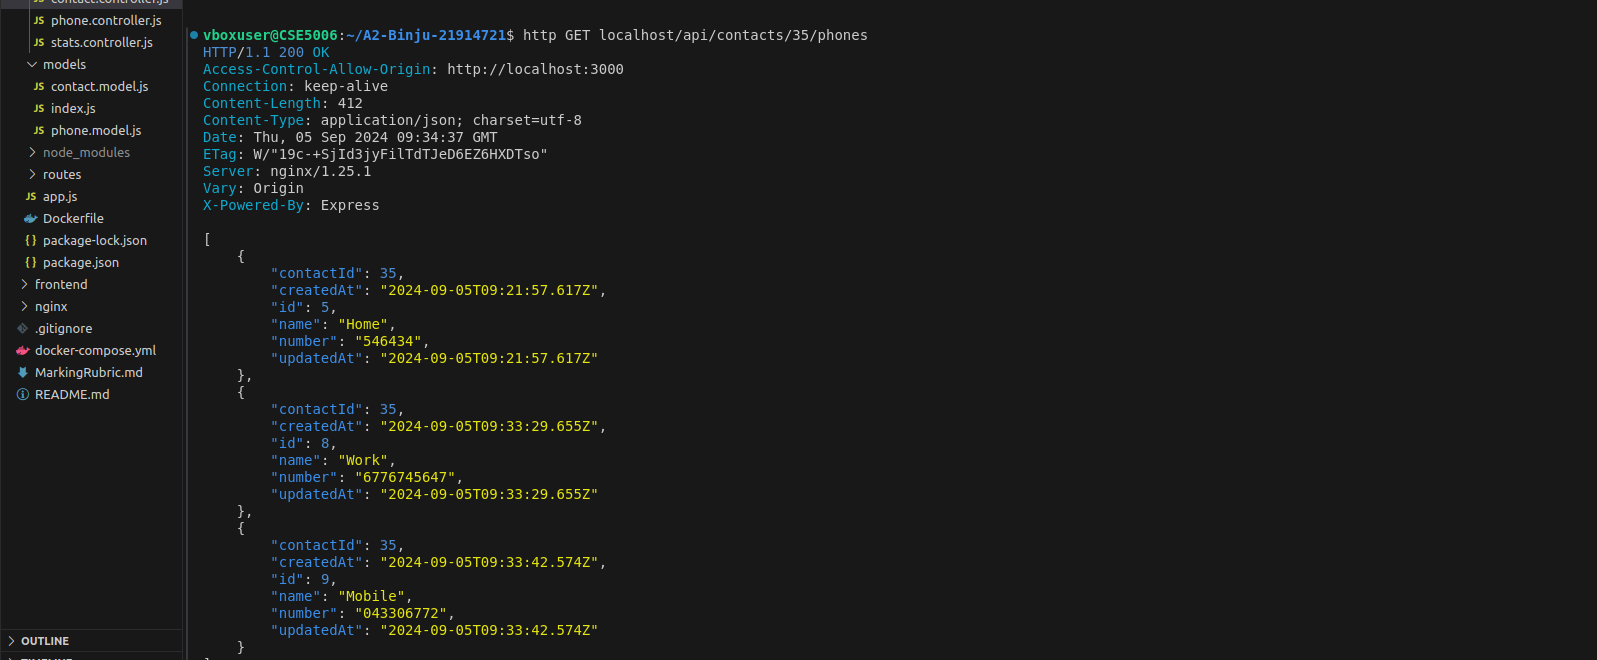 contact.controller.js
phone.controller.js
stats.controller.js
models
contact.model.js
index.js
phone.model.js
node_modules
routes
app.js
Dockerfile
package-lock.json
package.json
frontend
nginx
.gitignore
docker-compose.yml
MarkingRubric.md
README.md
OUTLINE
TIMELINE
vboxuser@CSE5006:~/A2-Binju-21914721$ http GET localhost/api/contacts/35/phones
HTTP/1.1 200 OK
Access-Control-Allow-Origin: http://localhost:3000
Connection: keep-alive
Content-Length: 412
Content-Type: application/json; charset=utf-8
Date: Thu, 05 Sep 2024 09:34:37 GMT
ETag: W/"19c-+SjId3jyFilTdTJeD6EZ6HXDTso"
Server: nginx/1.25.1
Vary: Origin
X-Powered-By: Express
[
{
"contactId": 35,
"createdAt": "2024-09-05T09:21:57.617Z",
"id": 5,
"name": "Home",
"number": "546434",
"updatedAt": "2024-09-05T09:21:57.617Z"
},
{
"contactId": 35,
"createdAt": "2024-09-05T09:33:29.655Z",
"id": 8,
"name": "Work",
"number": "6776745647",
"updatedAt": "2024-09-05T09:33:29.655Z"
},
{
"contactId": 35,
"createdAt": "2024-09-05T09:33:42.574Z",
"id": 9,
"name": "Mobile",
"number": "043306772",
"updatedAt": "2024-09-05T09:33:42.574Z"
}